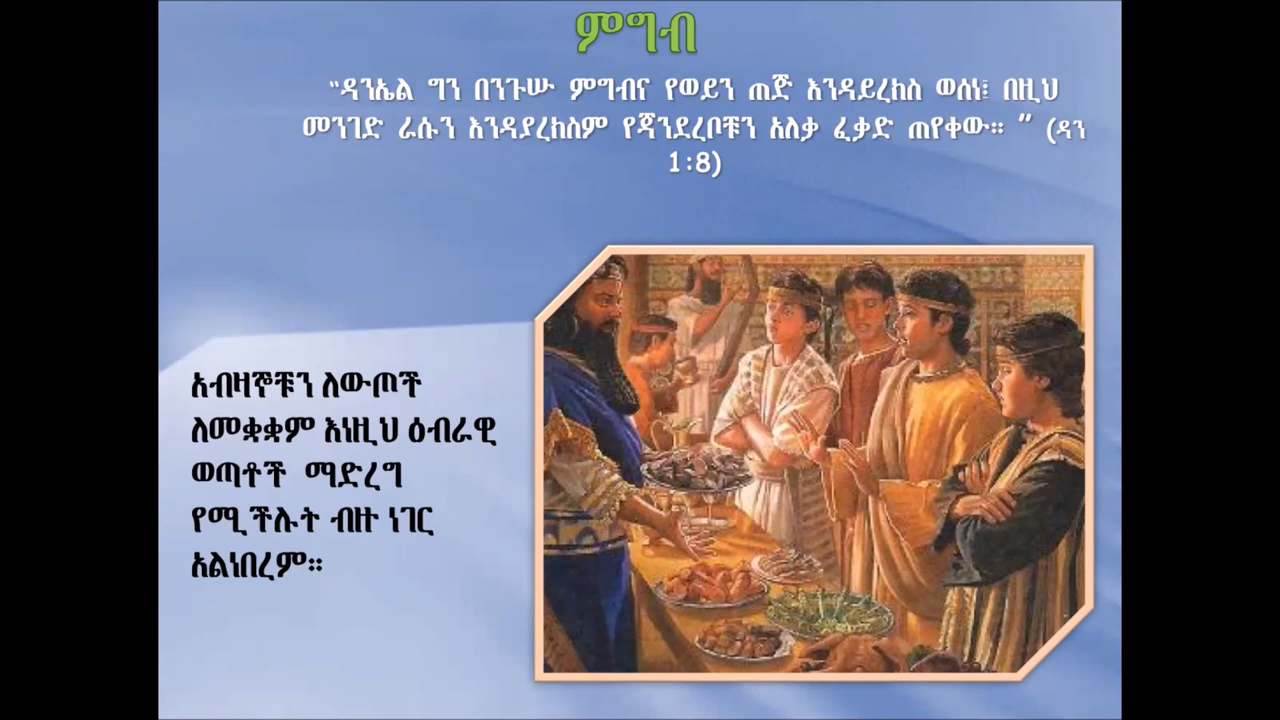 ምግብ
“ዳንኤል ግን በንጉሡ ምግብና የወይን ጠጅ እንዳይረክስ ወሰነ፤ በዚህ
መንገድ ራሱን እንዳያረክስም የጃንደረቦቹን አለቃ ፈቃድ ጠየቀው። ” (ዳን
1:8)
አብዛኞቹን ለውጦች
ለመቋቋም እነዚህ ዕብራዊ
ወጣቶች ማድረግ
የሚችሉት ብዙ ነገር
አልነበረም።